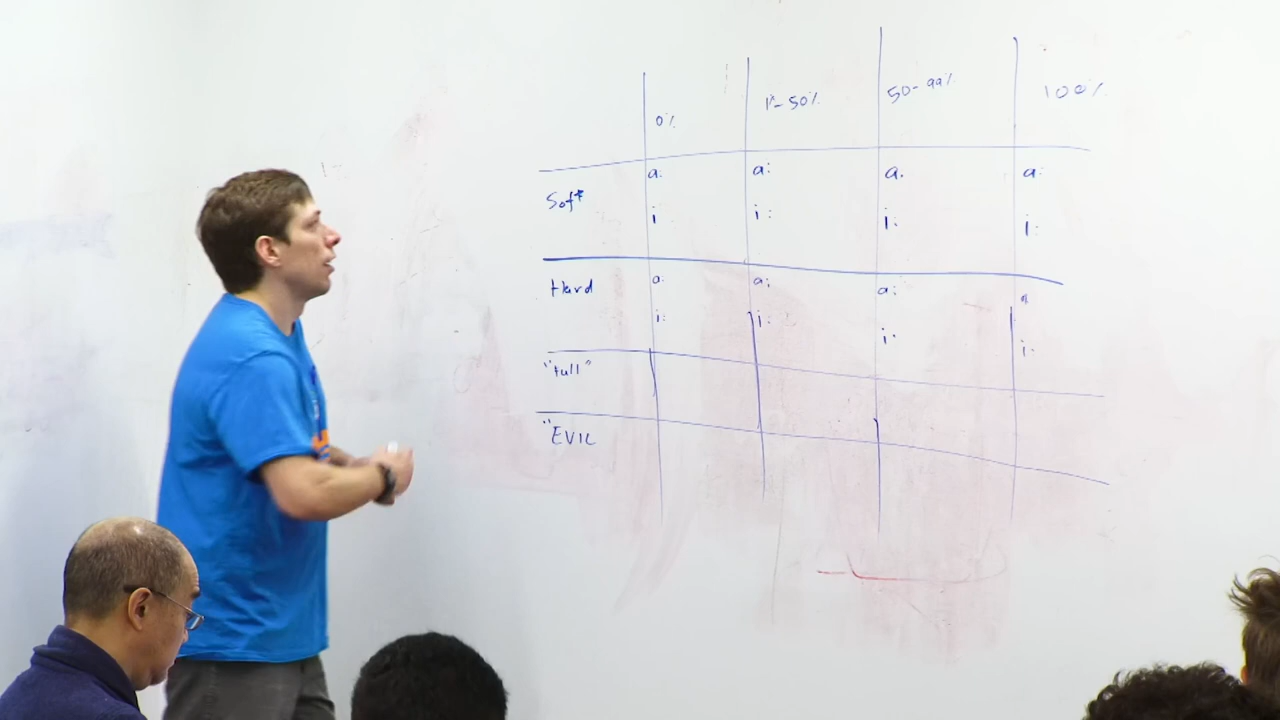 0% 1%-50% 50-99% 100%
Soft a: a: a. a:
i i: i: i:
Hard a: a: a:
i: i: i: i:
"full"
"EVIL